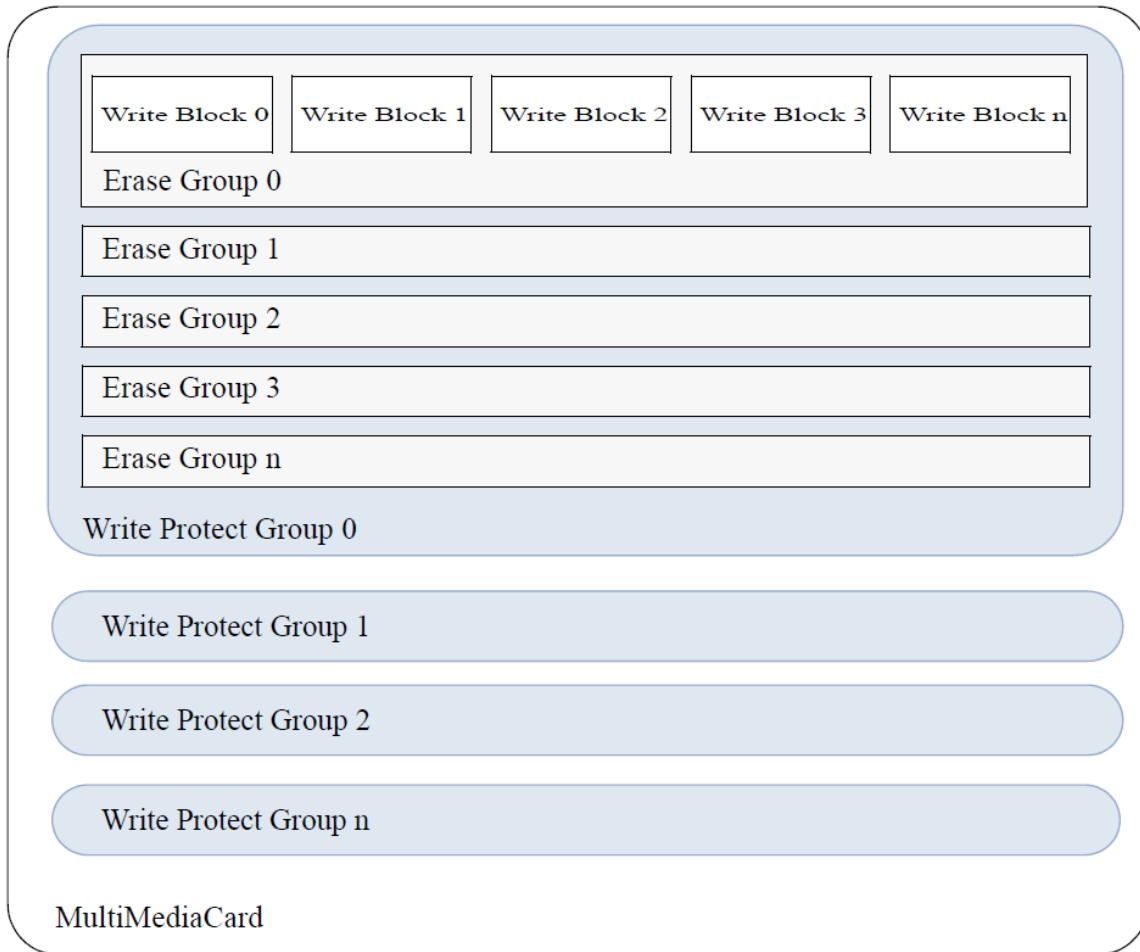 Write Block 0 Write Block 1 Write Block 2 Write Block 3 Write Block n
Erase Group 0
Erase Group 1
Erase Group 2
Erase Group 3
Erase Group n
Write Protect Group 0
Write Protect Group 1
Write Protect Group 2
Write Protect Group n
MultiMediaCard